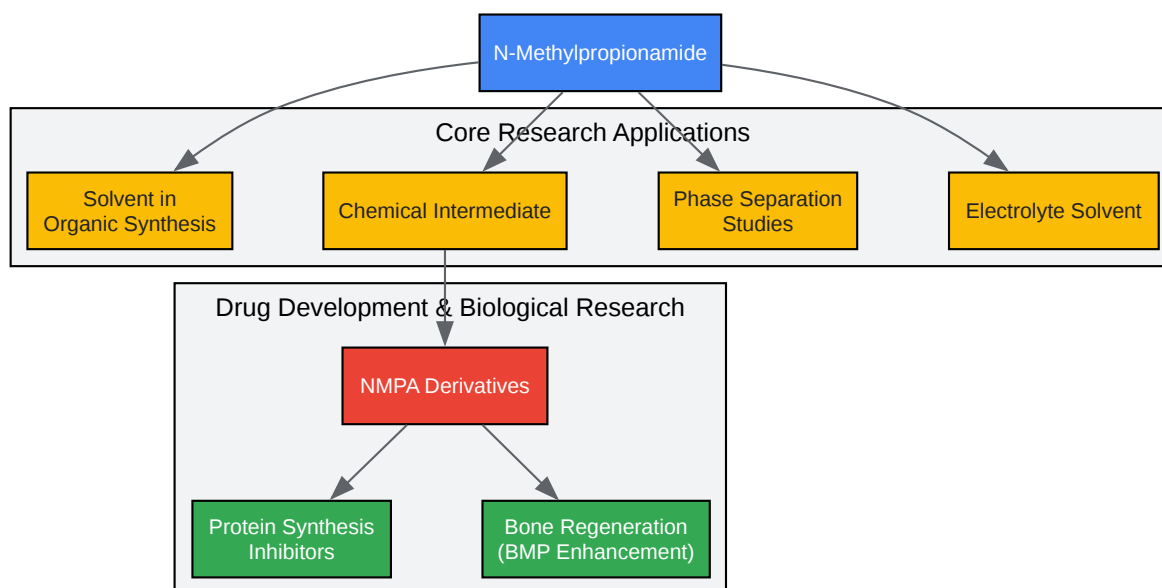 N-Methylpropionamide
Core Research Applications
Solvent in
Organic Synthesis
Chemical Intermediate
Phase Separation
Studies
Electrolyte Solvent
Drug Development & Biological Research
NMPA Derivatives
Protein Synthesis
Inhibitors
Bone Regeneration
(BMP Enhancement)